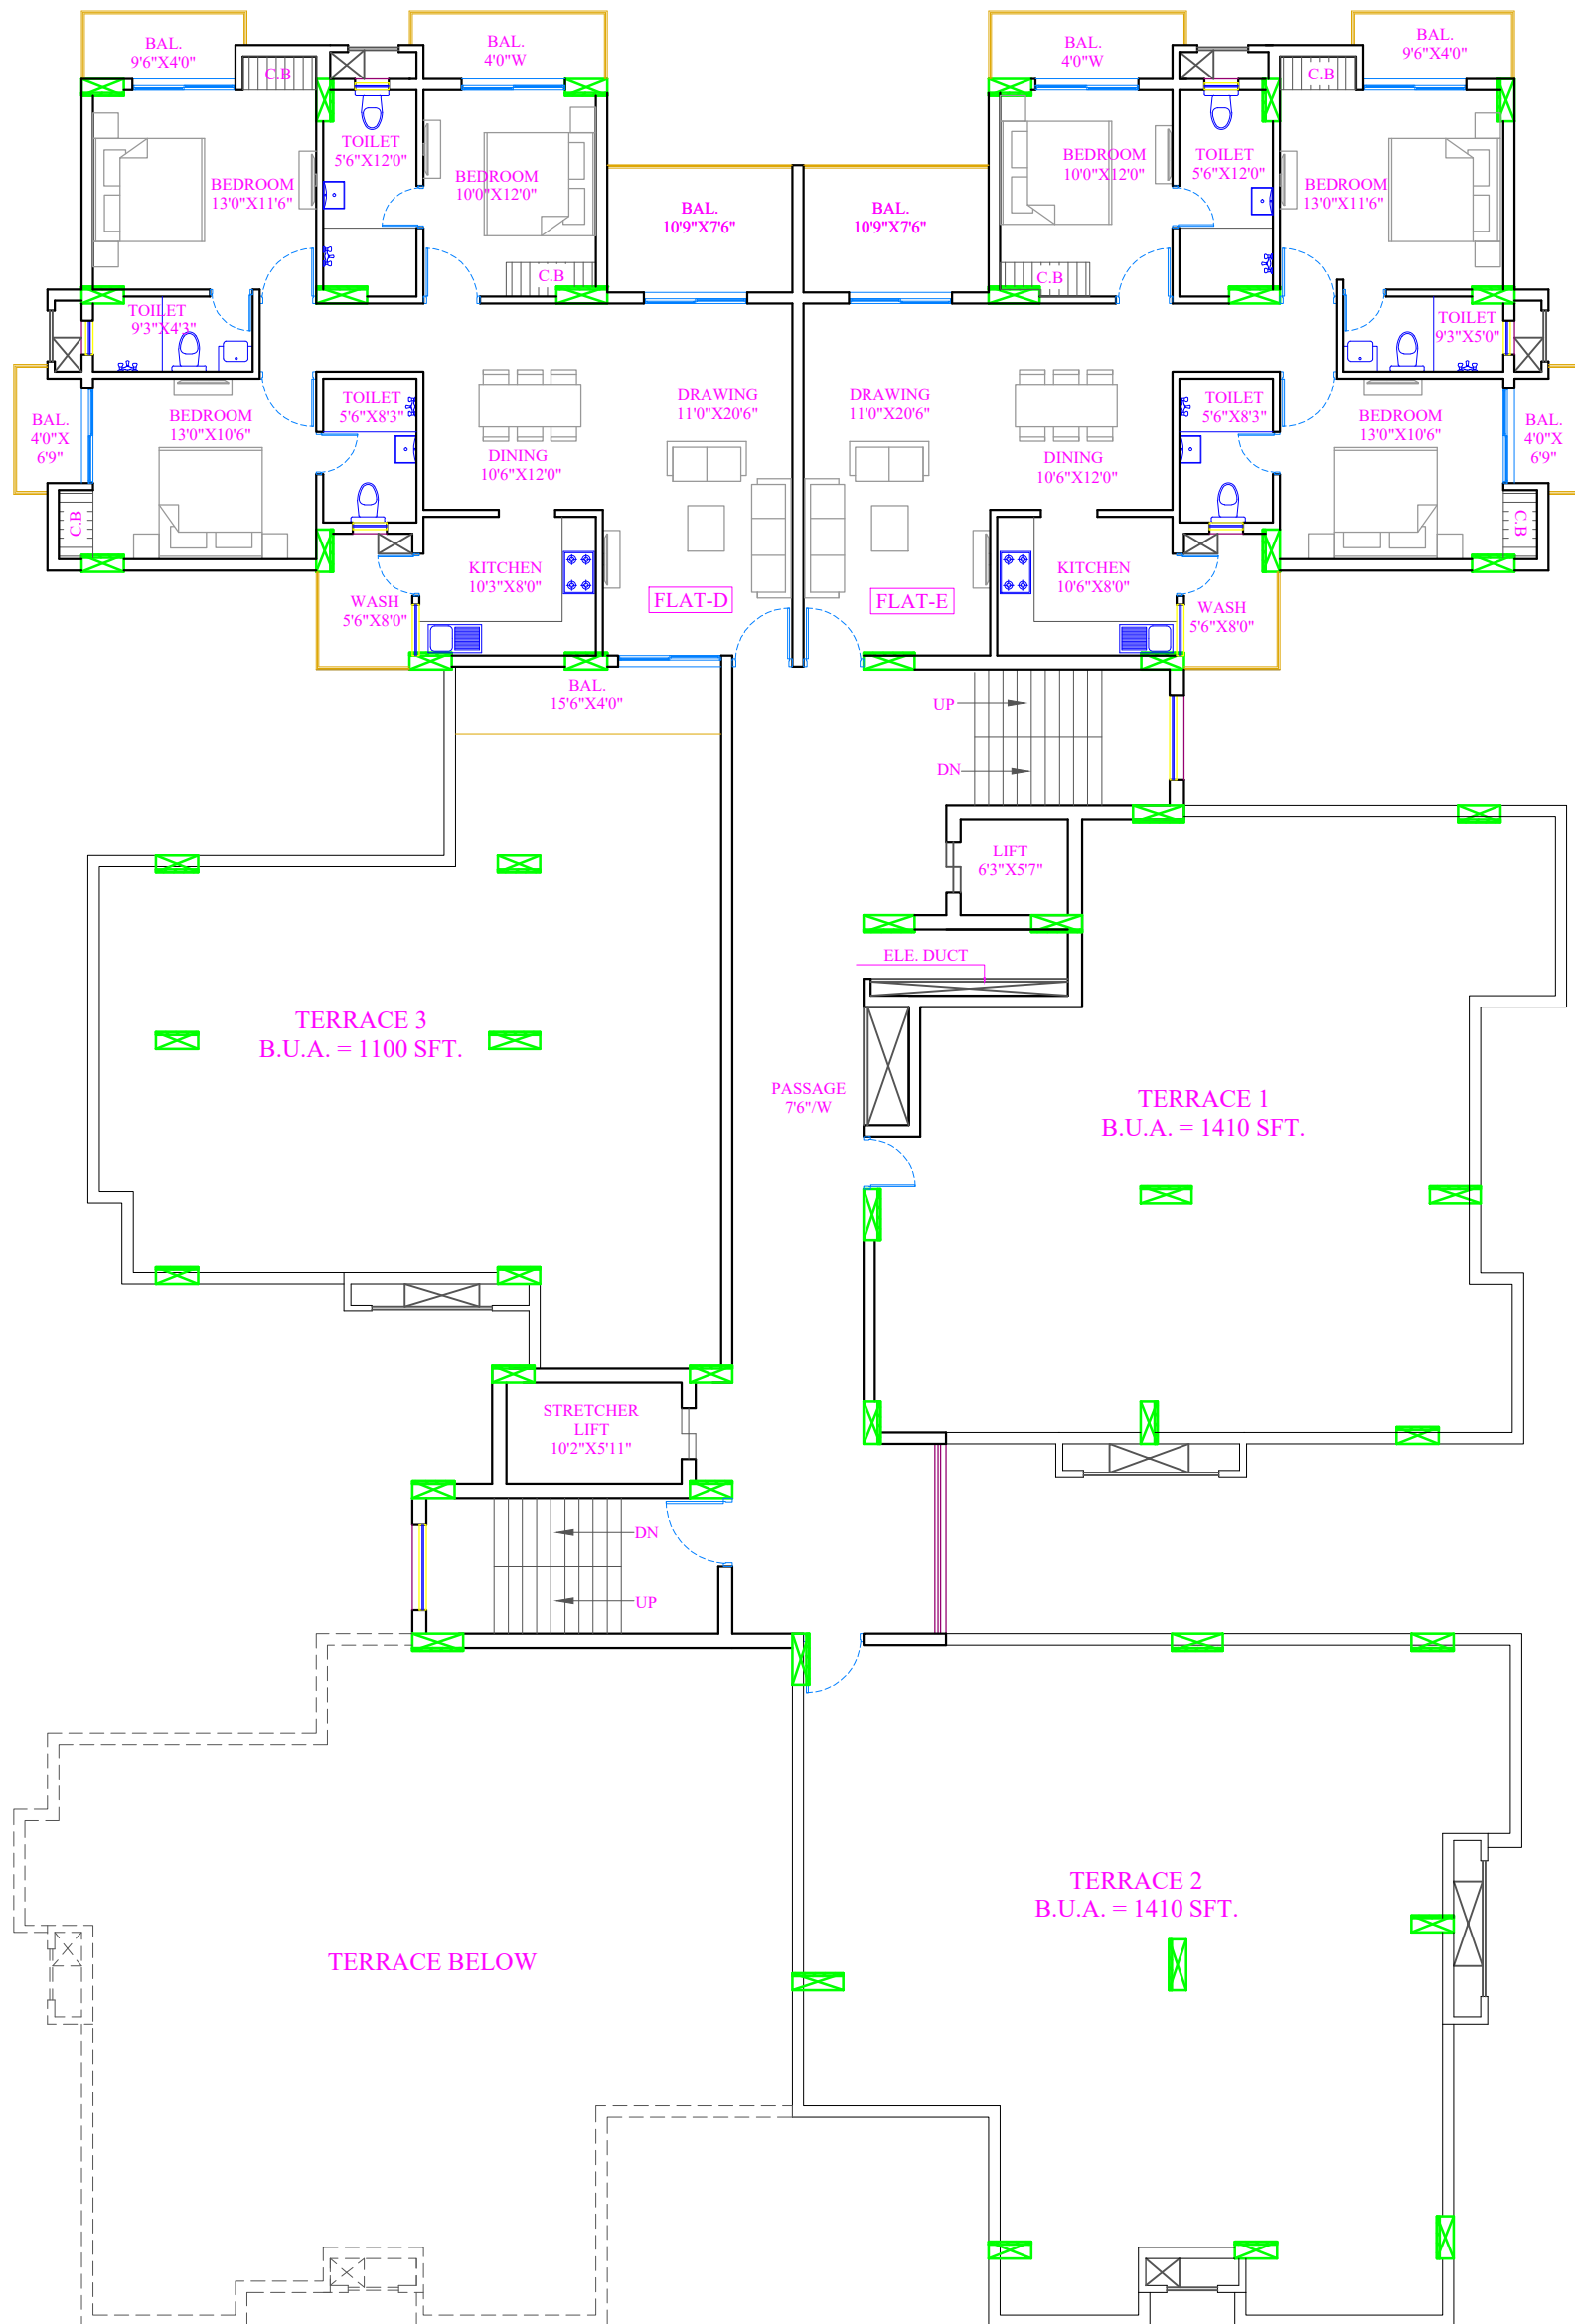 BAL.
9'6"X4'0"
BAL.
4'0"W
BAL.
4'0"W
BAL.
9'6"X4'0"
C.B
C.B
TOILET
5'6"X12'0"
BEDROOM
13'0"X11'6"
BEDROOM
10'0"X12'0"
BAL.
10'9"X7'6"
BAL.
10'9"X7'6"
BEDROOM
10'0"X12'0"
TOILET
5'6"X12'0"
BEDROOM
13'0"X11'6"
C.B
C.B
TOILET
9'3"X4'3"
TOILET
9'3"X5'0"
BAL.
4'0"X
6'9"
BEDROOM
13'0"X10'6"
TOILET
5'6"X8'3"
DINING
10'6"X12'0"
DRAWING
11'0"X20'6"
DRAWING
11'0"X20'6"
DINING
10'6"X12'0"
TOILET
5'6"X8'3"
BEDROOM
13'0"X10'6"
BAL.
4'0"X
6'9"
C.B
C.B
KITCHEN
10'3"X8'0"
WASH
5'6"X8'0"
FLAT-D
FLAT-E
KITCHEN
10'6"X8'0"
WASH
5'6"X8'0"
BAL.
15'6"X4'0"
UP
DN
LIFT
6'3"X5'7"
ELE. DUCT
TERRACE 3
B.U.A. = 1100 SFT.
PASSAGE
7'6"/W
TERRACE 1
B.U.A. = 1410 SFT.
STRETCHER
LIFT
10'2"X5'11"
DN
UP
TERRACE 2
B.U.A. = 1410 SFT.
TERRACE BELOW